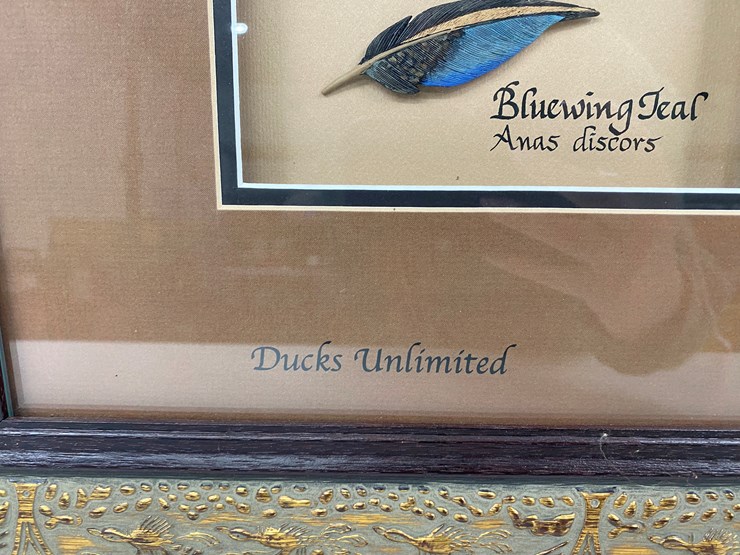 Bluewing Teal
Anas discors
Ducks Unlimited